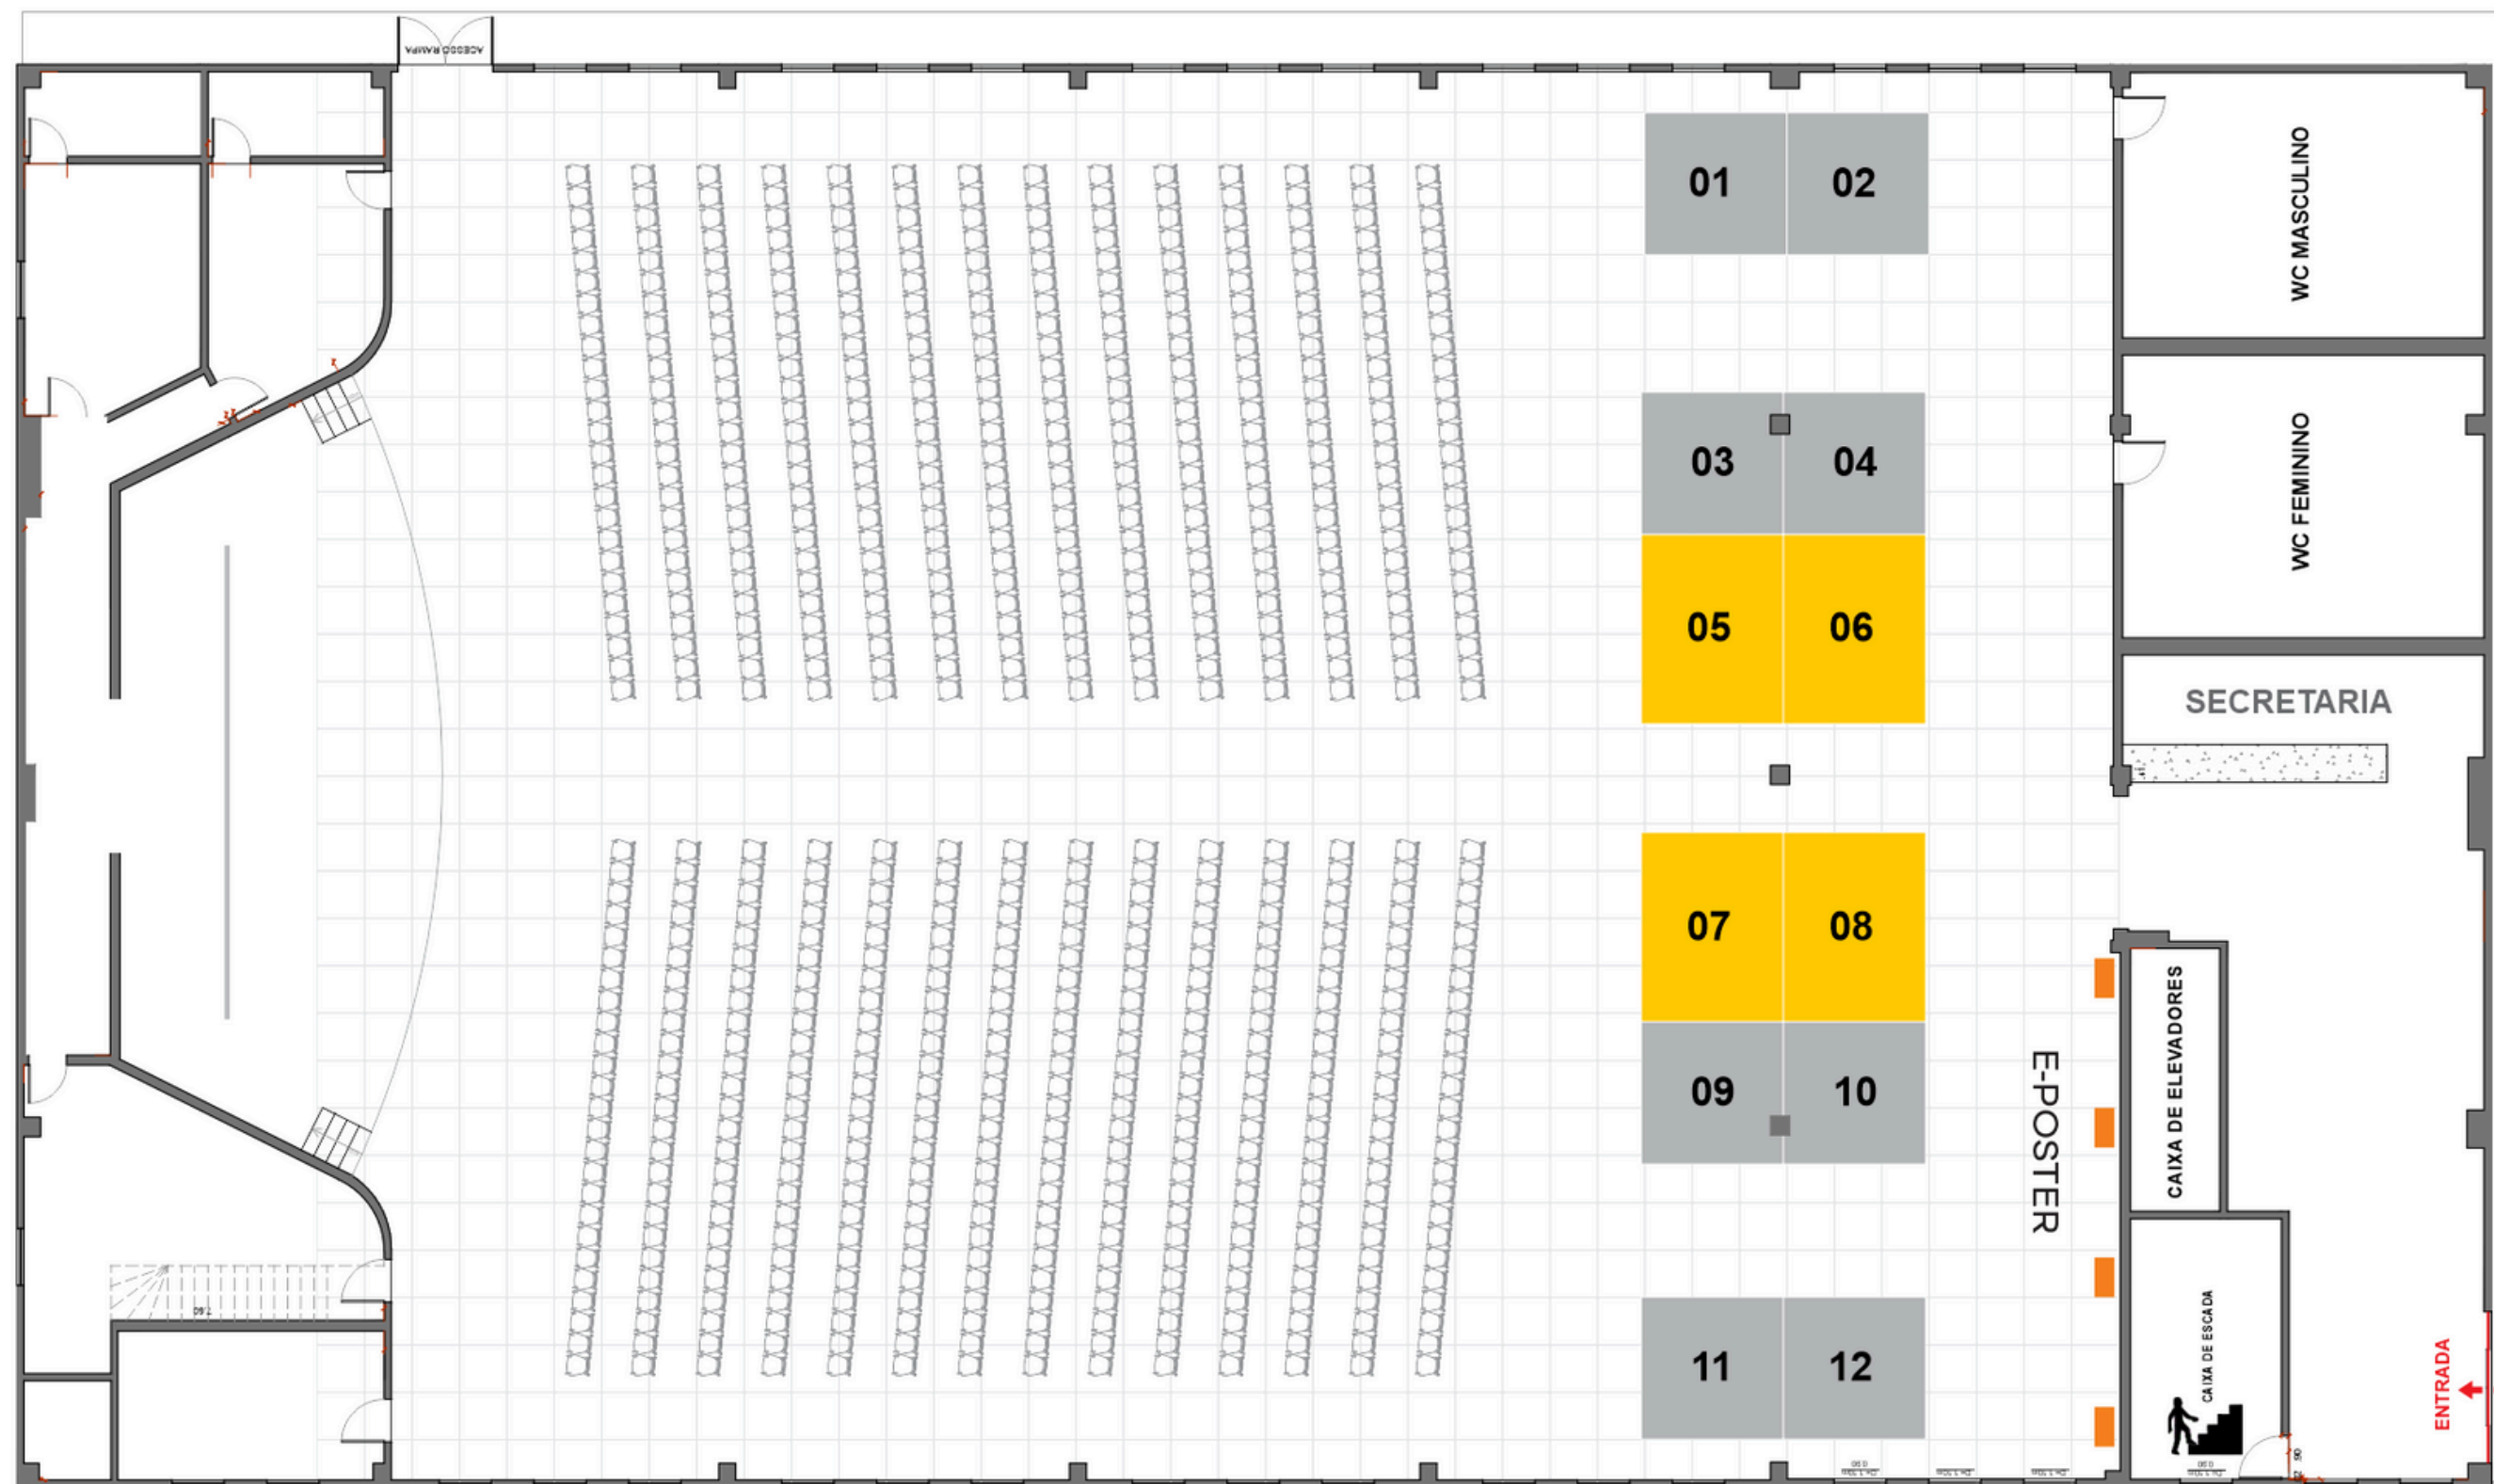 ACESSO RAMPA
01 02
WC MASCULINO
03 04
WC FEMININO
05 06
SECRETARIA
07 08
CAIXA DE ELEVADORES
09 10
E-POSTER
CAIXA DE ESCADA
11 12
ENTRADA